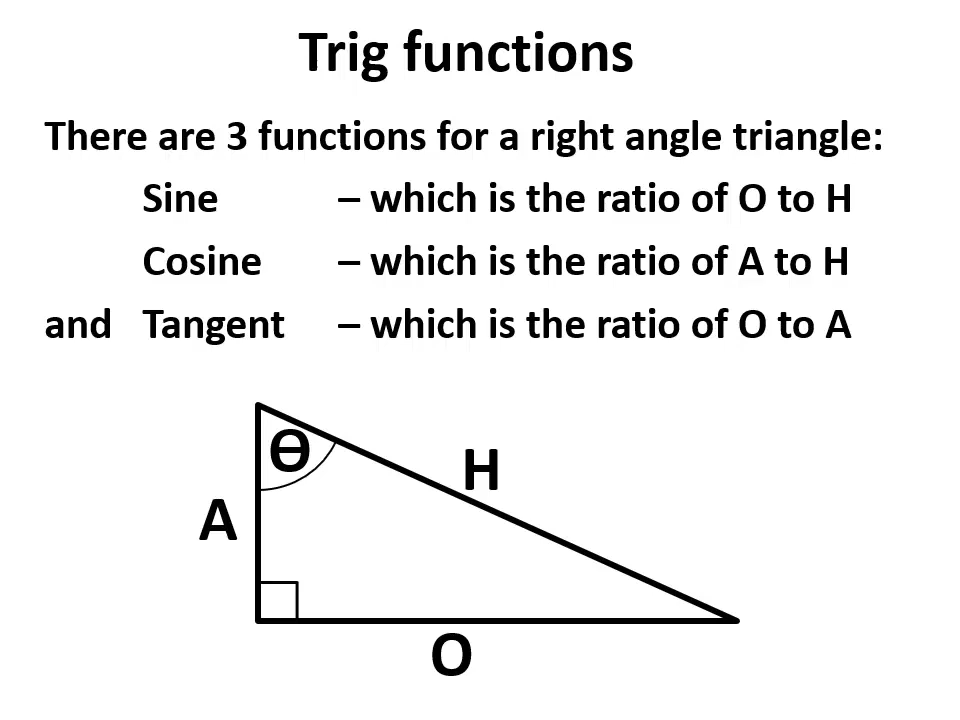 Trig functions
There are 3 functions for a right angle triangle:
Sine – which is the ratio of O to H
Cosine – which is the ratio of A to H
and Tangent – which is the ratio of O to A
Ɵ
H
A
O